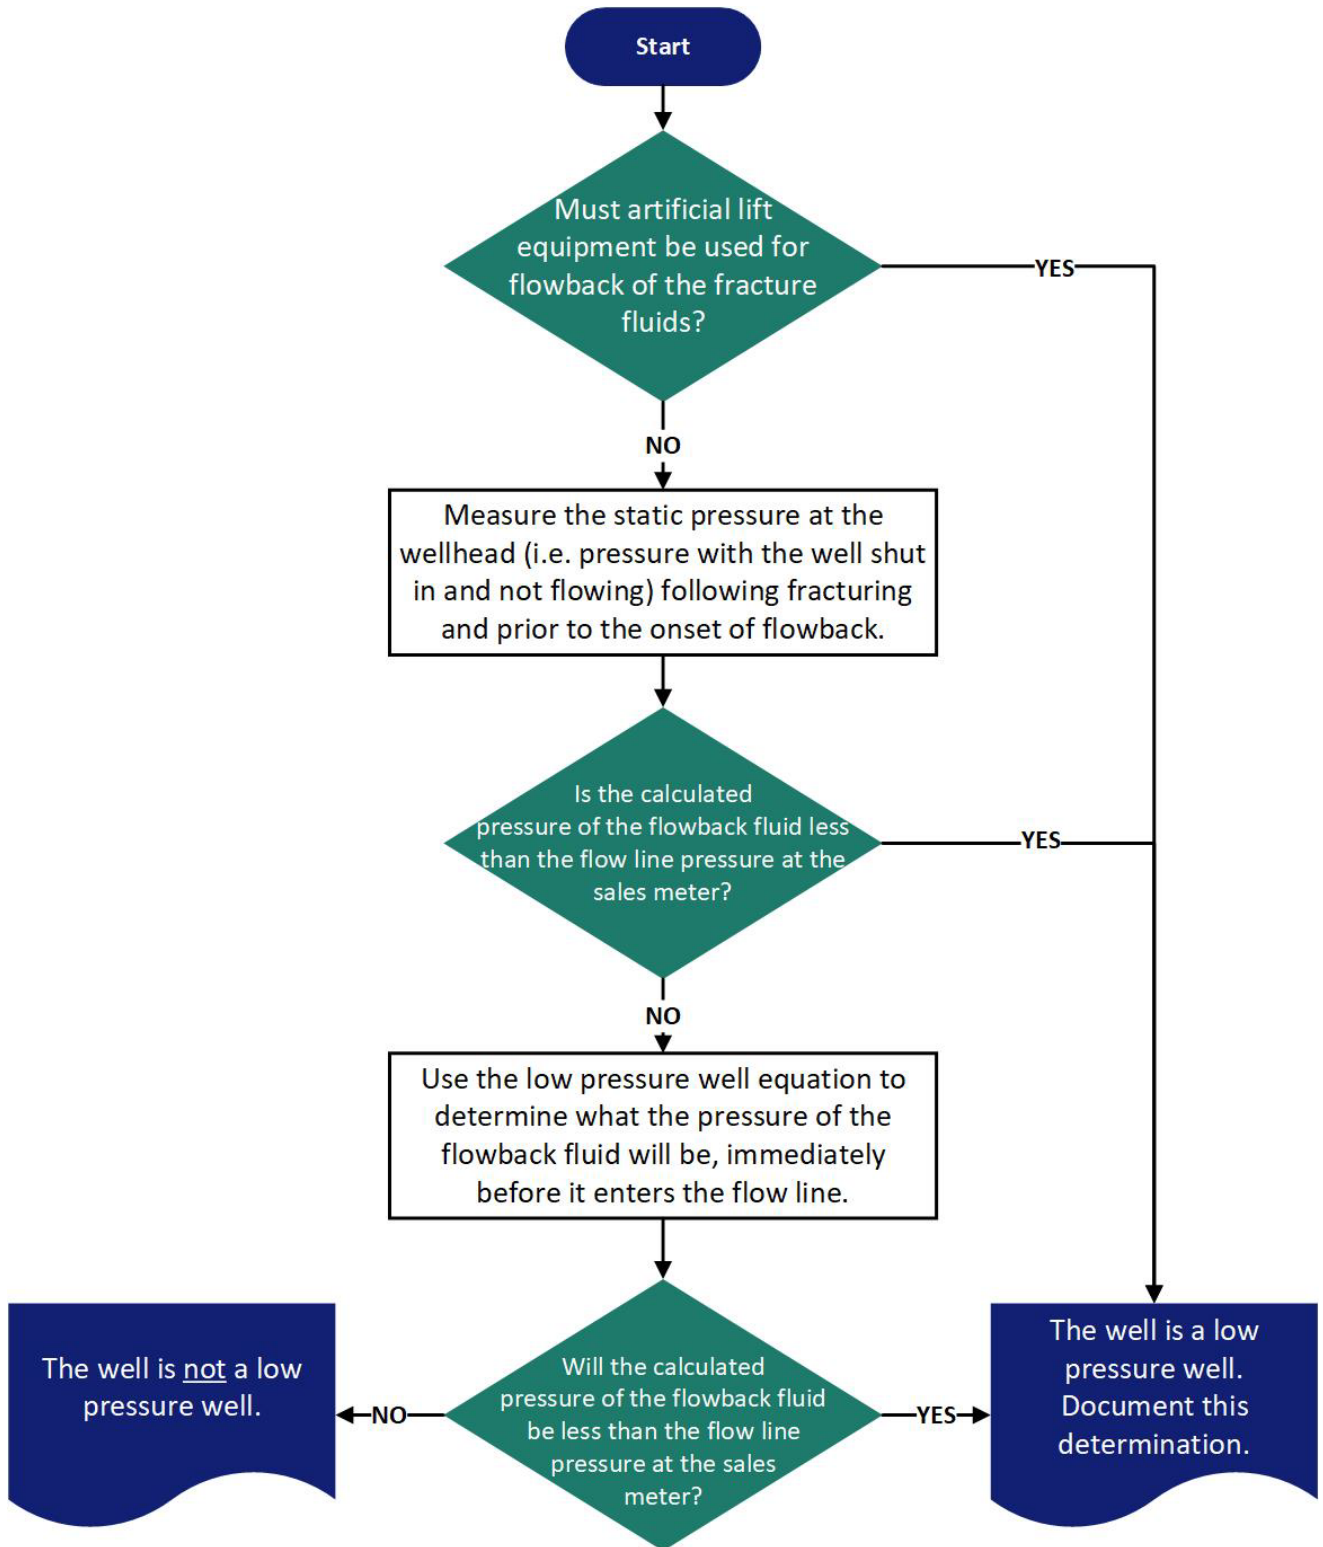 Start
Must artificial lift
equipment be used for
flowback of the fracture
fluids?
YES
NO
Measure the static pressure at the
wellhead (i.e. pressure with the well shut
in and not flowing) following fracturing
and prior to the onset of flowback.
Is the calculated
pressure of the flowback fluid less
than the flow line pressure at the
sales meter?
YES
NO
Use the low pressure well equation to
determine what the pressure of the
flowback fluid will be, immediately
before it enters the flow line.
The well is not a low
pressure well.
NO
Will the calculated
pressure of the flowback fluid
be less than the flow line
pressure at the sales
meter?
YES
The well is a low
pressure well.
Document this
determination.